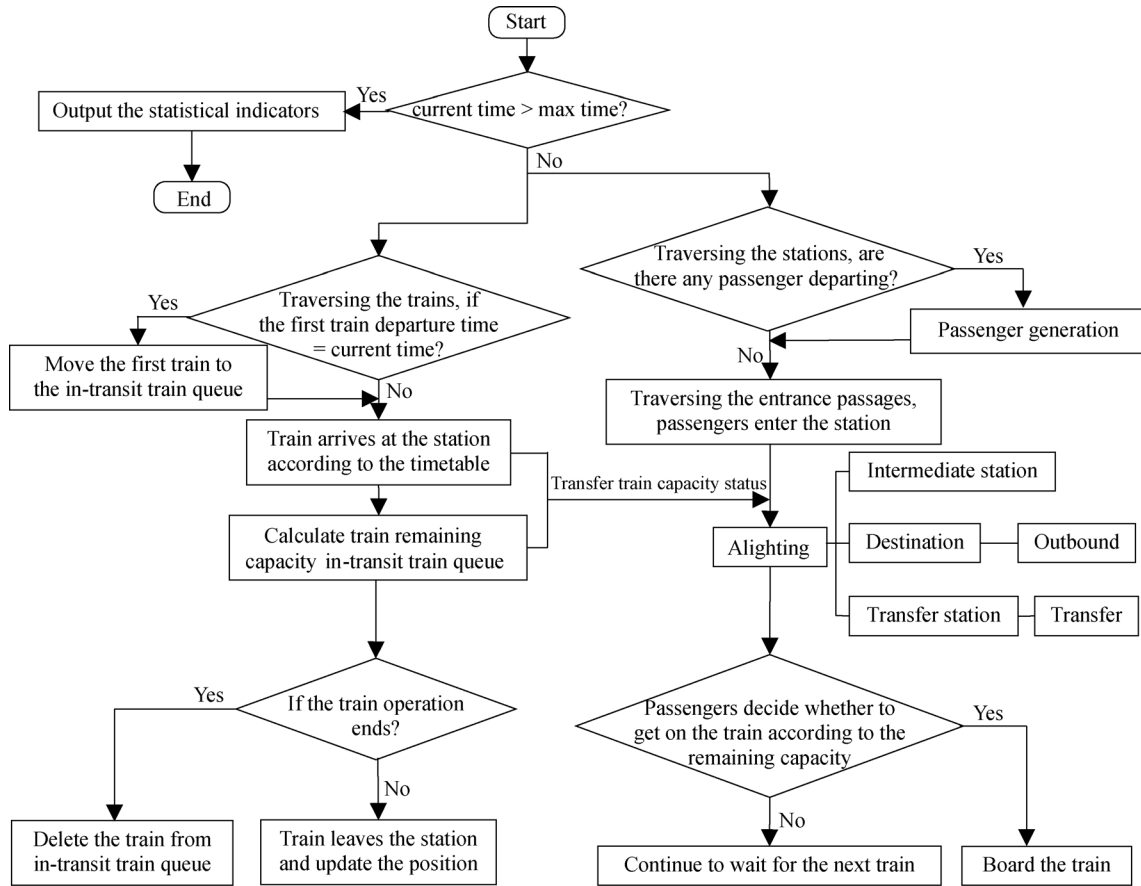 Start
current time > max time?
Yes
Output the statistical indicators
End
No
Traversing the stations, are
there any passenger departing?
Yes
Passenger generation
No
Traversing the trains, if
the first train departure time
= current time?
Yes
Move the first train to
the in-transit train queue
No
Traversing the entrance passages,
passengers enter the station
Train arrives at the station
according to the timetable
Transfer train capacity status
Calculate train remaining
capacity in-transit train queue
Alighting
Intermediate station
Destination
Outbound
Transfer station
Transfer
If the train operation
ends?
Yes
No
Delete the train from
in-transit train queue
Train leaves the station
and update the position
Passengers decide whether to
get on the train according to the
remaining capacity
Yes
No
Continue to wait for the next train
Board the train